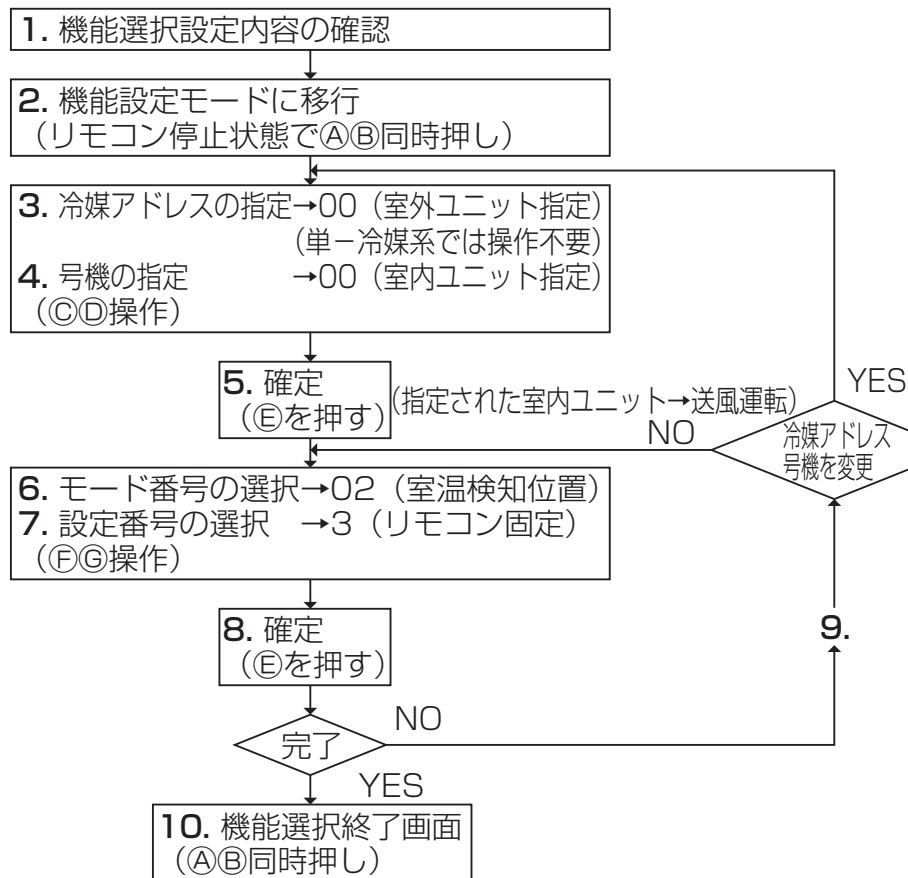 1. 機能選択設定内容の確認
2. 機能設定モードに移行
（リモコン停止状態でⒶⒷ同時押し）
3. 冷媒アドレスの指定→00（室外ユニット指定）
（単−冷媒系では操作不要）
4. 号機の指定 →00（室内ユニット指定）
（ⒸⒹ操作）
5. 確定
（Ⓔを押す）
（指定された室内ユニット→送風運転）
YES
NO
冷媒アドレス
号機を変更
6. モード番号の選択→02（室温検知位置）
7. 設定番号の選択 →3（リモコン固定）
（ⒻⒼ操作）
8. 確定
（Ⓔを押す）
9.
NO
完了
YES
10. 機能選択終了画面
（ⒶⒷ同時押し）